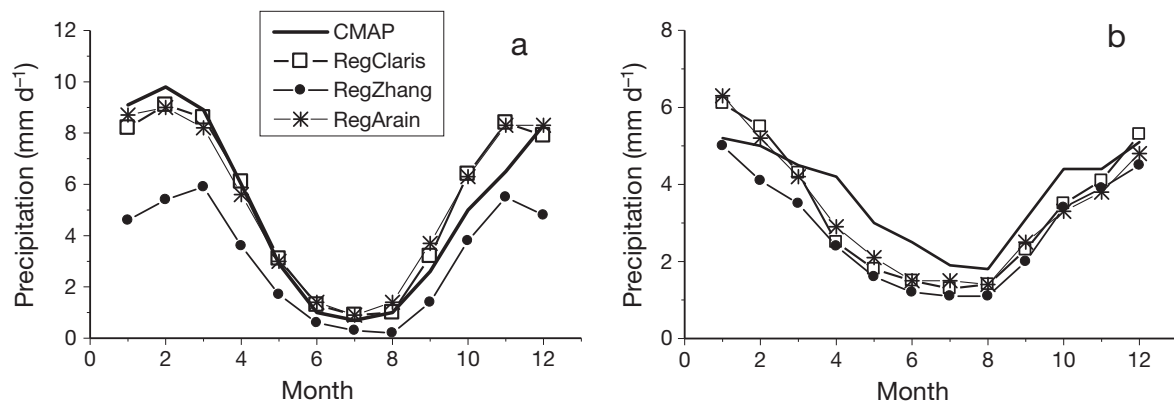 a
CMAP
RegClaris
RegZhang
RegArain
Precipitation (mm d⁻¹)
12
10
8
6
4
2
0
0 2 4 6 8 10 12
Month
b
Precipitation (mm d⁻¹)
8
6
4
2
0
0 2 4 6 8 10 12
Month